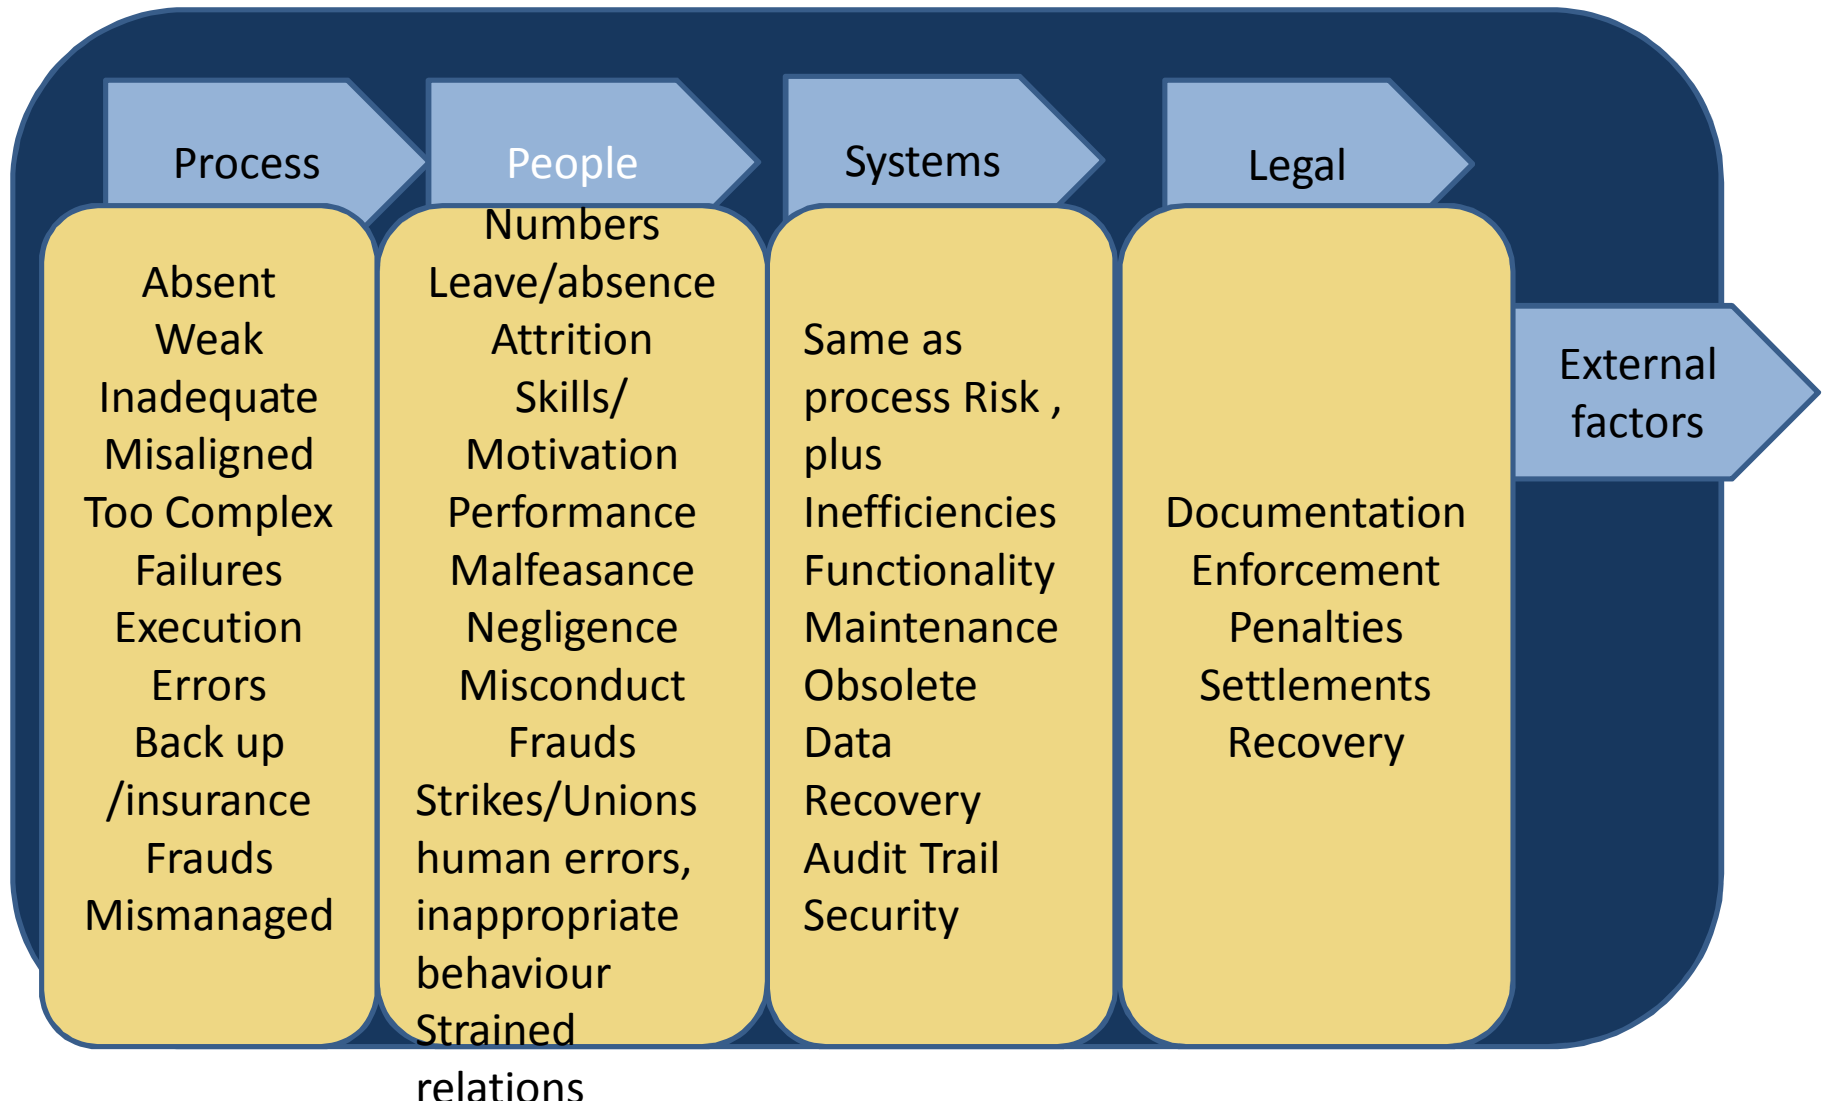 Process
Absent
Weak
Inadequate
Misaligned
Too Complex
Failures
Execution
Errors
Back up
/insurance
Frauds
Mismanaged
People
Numbers
Leave/absence
Attrition
Skills/
Motivation
Performance
Malfeasance
Negligence
Misconduct
Frauds
Strikes/Unions
human errors,
inappropriate
behaviour
Strained
relations
Systems
Same as
process Risk ,
plus
Inefficiencies
Functionality
Maintenance
Obsolete
Data
Recovery
Audit Trail
Security
Legal
Documentation
Enforcement
Penalties
Settlements
Recovery
External
factors